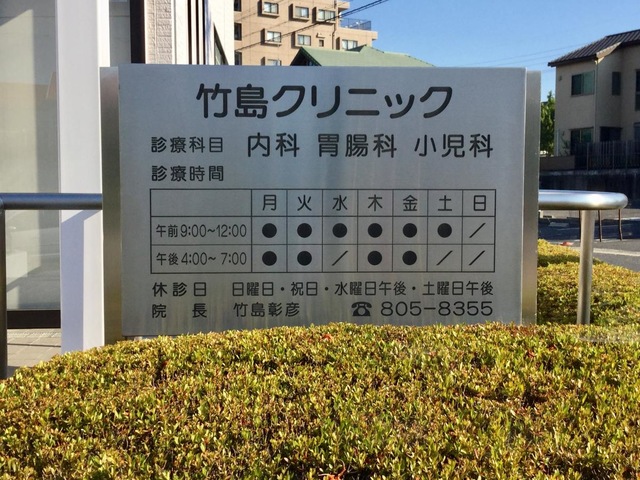 竹島クリニック
診療科目 内科 胃腸科 小児科
診療時間
月 火 水 木 金 土 日
午前9:00~12:00 ● ● ● ● ● ● ／
午後4:00~7:00 ● ● ／ ● ● ／ ／
休診日 日曜日・祝日・水曜日午後・土曜日午後
院長 竹島彰彦 ☎805-8355